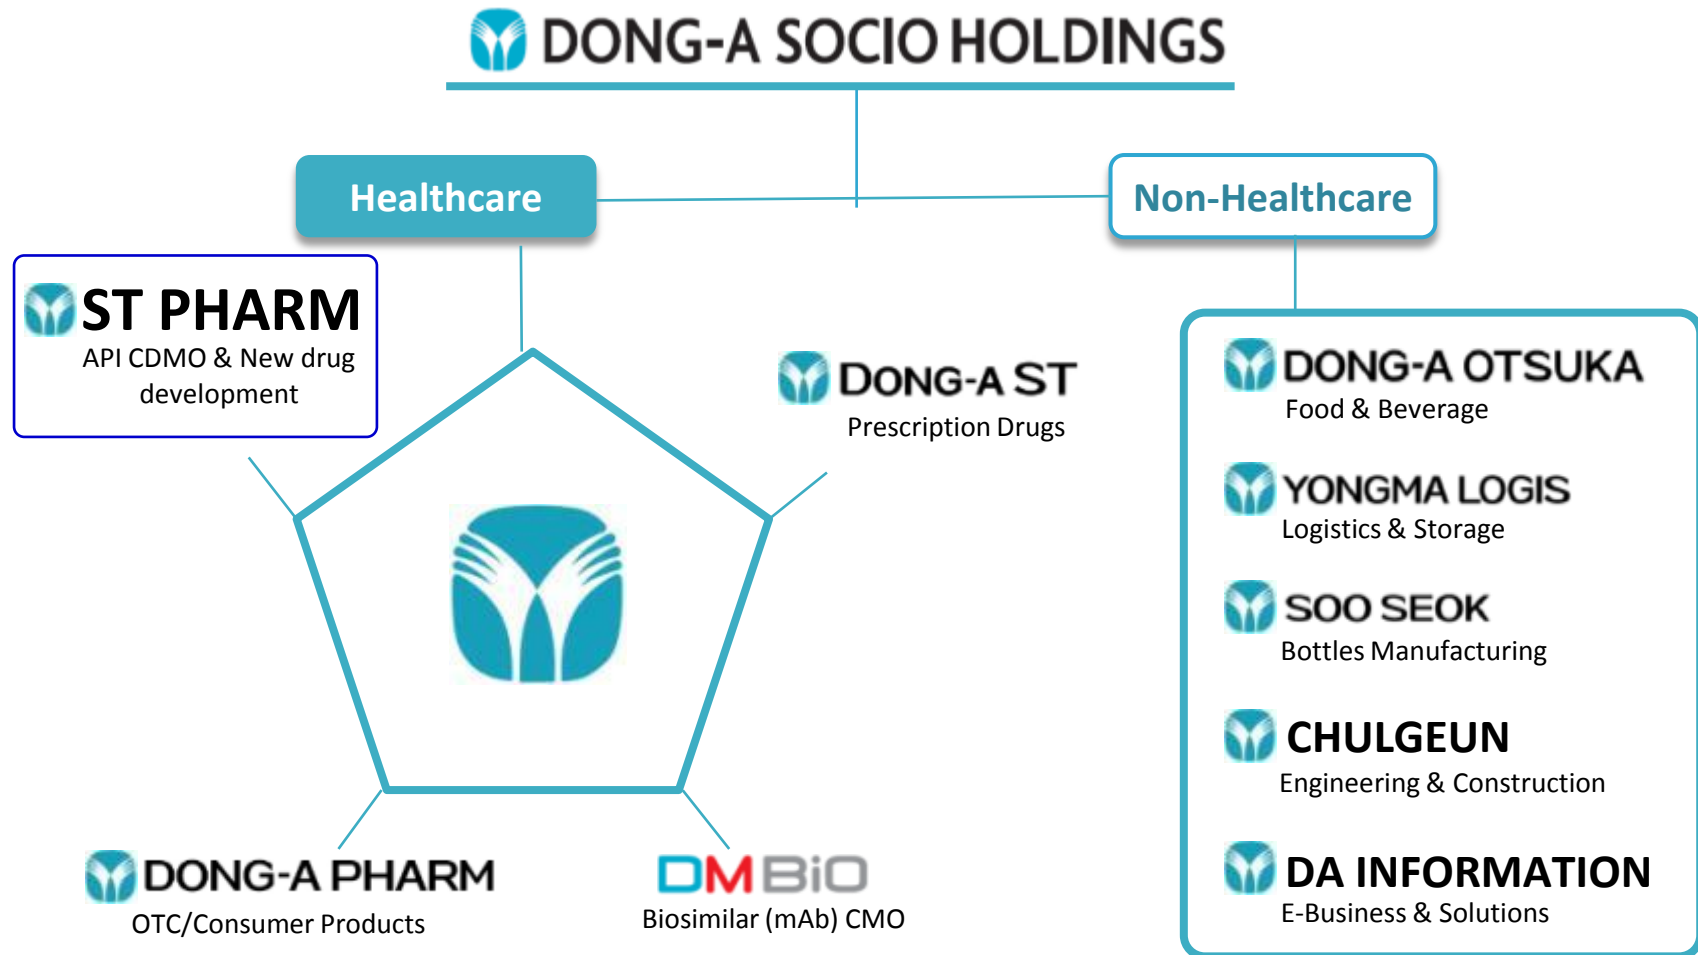 DONG-A SOCIO HOLDINGS
Healthcare
Non-Healthcare
ST PHARM
API CDMO & New drug
development
DONG-A ST
Prescription Drugs
DONG-A PHARM
OTC/Consumer Products
DM BiO
Biosimilar (mAb) CMO
DONG-A OTSUKA
Food & Beverage
YONGMA LOGIS
Logistics & Storage
SOO SEOK
Bottles Manufacturing
CHULGEUN
Engineering & Construction
DA INFORMATION
E-Business & Solutions